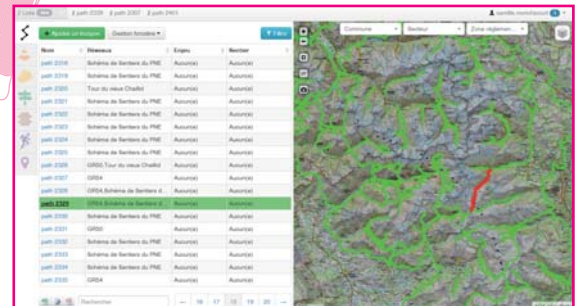 Liste path 2329 path 2307 path 2401
Ajouter un tronçon Gestion foncière Filtre Commune Secteur Zone réglemen...
Nom Réseaux Enjeu Sentier
path 2318 Schéma de Sentiers du PNE Aucun(e) Aucun(e)
path 2319 Schéma de Sentiers du PNE Aucun(e) Aucun(e)
path 2320 Tour du vieux Chaillol Aucun(e) Aucun(e)
path 2321 Schéma de Sentiers du PNE Aucun(e) Aucun(e)
path 2322 Schéma de Sentiers du PNE Aucun(e) Aucun(e)
path 2323 Schéma de Sentiers du PNE Aucun(e) Aucun(e)
path 2324 Schéma de Sentiers du PNE Aucun(e) Aucun(e)
path 2325 Schéma de Sentiers du PNE Aucun(e) Aucun(e)
path 2326 GR50,Tour du vieux Chaillol Aucun(e) Aucun(e)
path 2327 GR54 Aucun(e) Aucun(e)
path 2328 GR54,Schéma de Sentiers d... Aucun(e) Aucun(e)
path 2329 GR54,Schéma de Sentiers d... Aucun(e) Aucun(e)
path 2330 Schéma de Sentiers du PNE Aucun(e) Aucun(e)
path 2331 GR50 Aucun(e) Aucun(e)
path 2332 Schéma de Sentiers du PNE Aucun(e) Aucun(e)
path 2333 Schéma de Sentiers du PNE Aucun(e) Aucun(e)
path 2334 Schéma de Sentiers du PNE Aucun(e) Aucun(e)
path 2335 GR54 Aucun(e) Aucun(e)
Rechercher ← 16 17 18 19 20 →